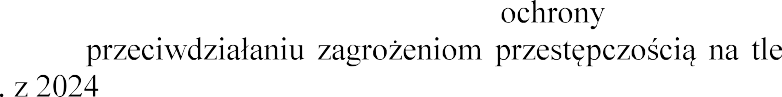 ochrony
przeciwdziałaniu zagrożeniom przestępczością na tle
. z 2024